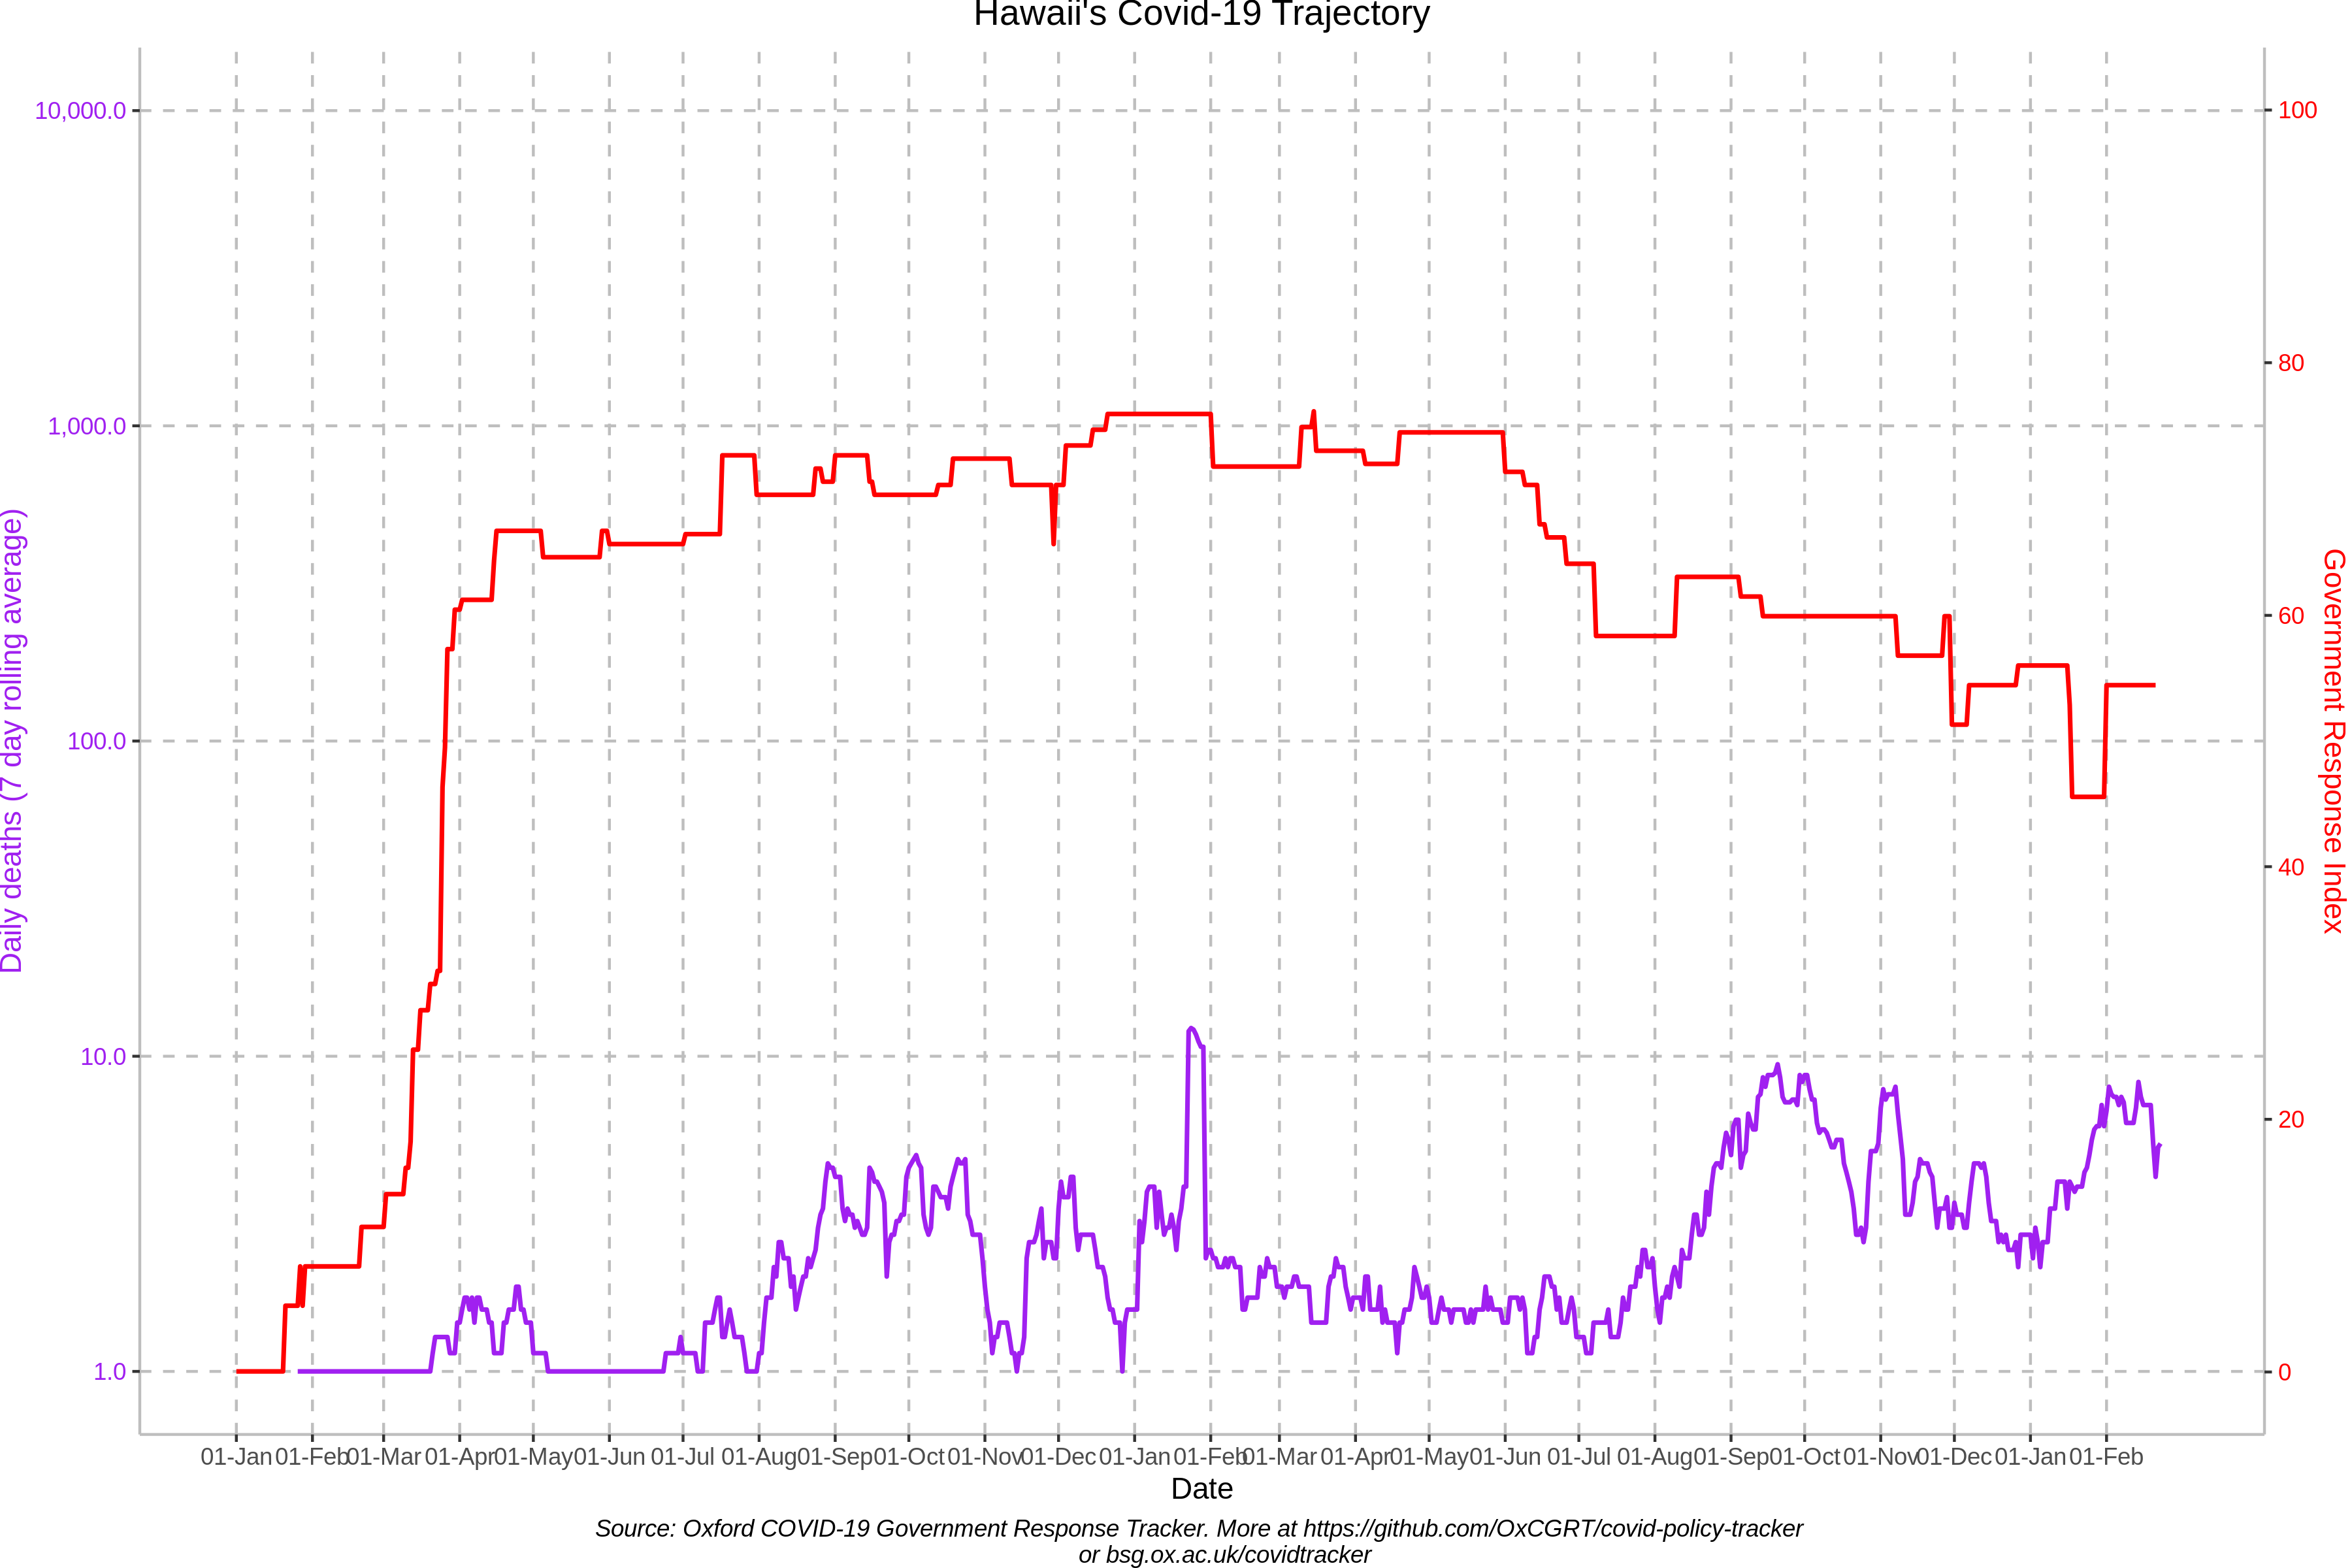 Hawaii's Covid-19 Trajectory
Daily deaths (7 day rolling average)
10,000.0
1,000.0
100.0
10.0
1.0
100
80
60
40
20
0
Government Response Index
01-Jan 01-Feb 01-Mar 01-Apr 01-May 01-Jun 01-Jul 01-Aug 01-Sep 01-Oct 01-Nov 01-Dec 01-Jan 01-Feb 01-Mar 01-Apr 01-May 01-Jun 01-Jul 01-Aug 01-Sep 01-Oct 01-Nov 01-Dec 01-Jan 01-Feb
Date
Source: Oxford COVID-19 Government Response Tracker. More at https://github.com/OxCGRT/covid-policy-tracker
or bsg.ox.ac.uk/covidtracker